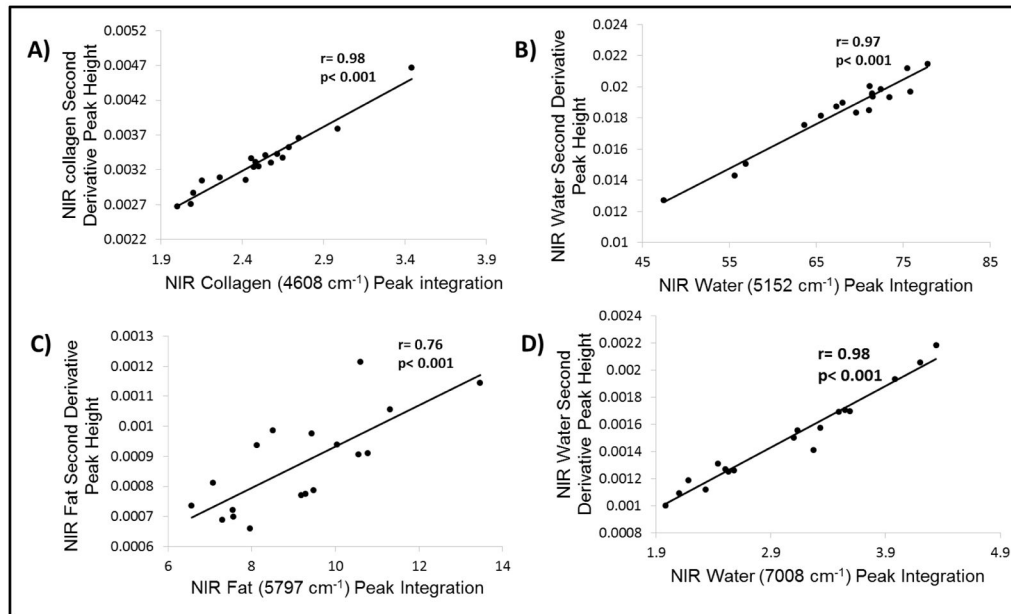 A)
NIR collagen Second
Derivative Peak Height
0.0052
0.0047
0.0042
0.0037
0.0032
0.0027
0.0022
r= 0.98
p< 0.001
1.9 2.4 2.9 3.4 3.9
NIR Collagen (4608 cm-1) Peak integration
B)
NIR Water Second Derivative
Peak Height
0.024
0.022
0.02
0.018
0.016
0.014
0.012
0.01
r= 0.97
p< 0.001
45 55 65 75 85
NIR Water (5152 cm-1) Peak Integration
C)
NIR Fat Second Derivative
Peak Height
0.0013
0.0012
0.0011
0.001
0.0009
0.0008
0.0007
0.0006
r= 0.76
p< 0.001
6 8 10 12 14
NIR Fat (5797 cm-1) Peak Integration
D)
NIR Water Second
Derivative Peak Height
0.0024
0.0022
0.002
0.0018
0.0016
0.0014
0.0012
0.001
0.0008
r= 0.98
p< 0.001
1.9 2.9 3.9 4.9
NIR Water (7008 cm-1) Peak Integration